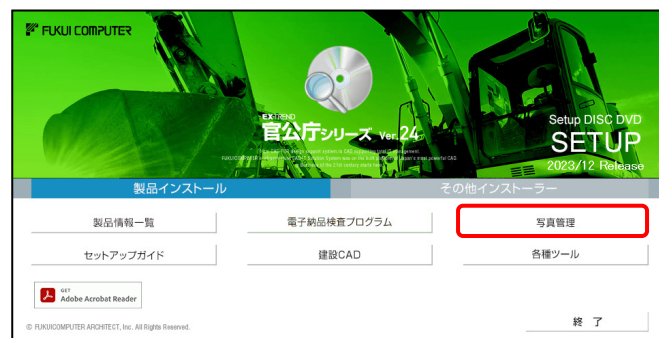 FUKUI COMPUTER
EX-TREND
官公庁シリーズ Ver.24
Setup DISC DVD
SETUP
2023/12 Release
製品インストール
その他インストーラー
製品情報一覧
電子納品検査プログラム
写真管理
セットアップガイド
建設CAD
各種ツール
GET
Adobe Acrobat Reader
© FUKUICOMPUTER ARCHITECT, Inc. All Rights Reserved.
終 了